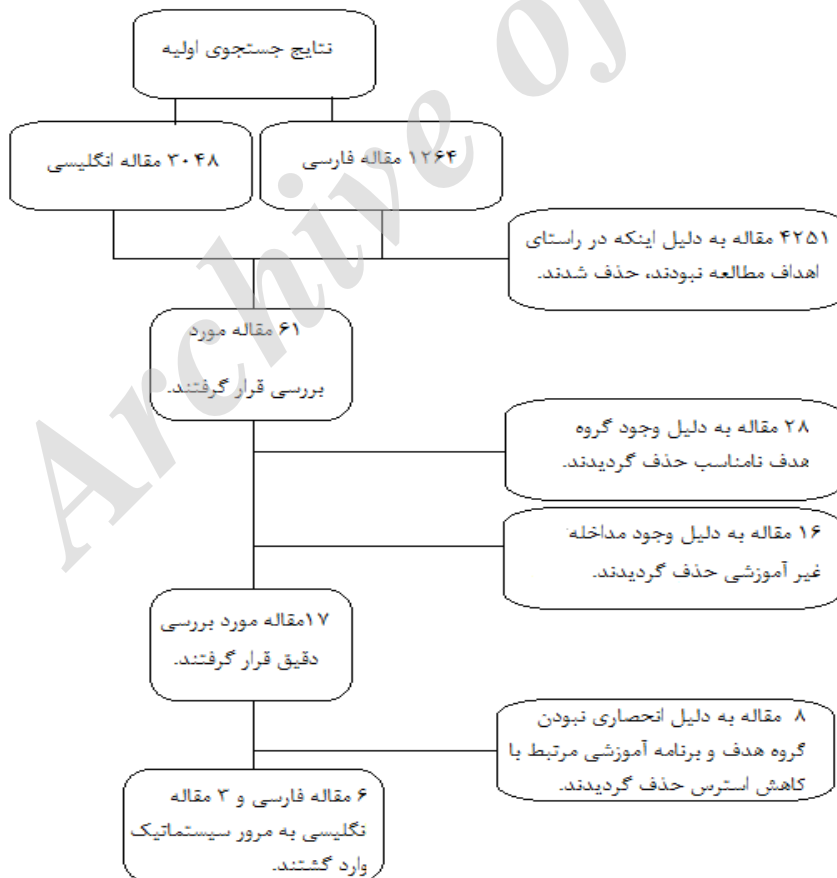 نتایج جستجوی اولیه
۱۲۶۴ مقاله فارسی
۳۰۴۸ مقاله انگلیسی
۴۲۵۱ مقاله به دلیل اینکه در راستای
اهداف مطالعه نبودند، حذف شدند.
۶۱ مقاله مورد
بررسی قرار گرفتند.
۲۸ مقاله به دلیل وجود گروه
هدف نامناسب حذف گردیدند.
۱۶ مقاله به دلیل وجود مداخله
غیر آموزشی حذف گردیدند.
۱۷مقاله مورد بررسی
دقیق قرار گرفتند.
۸ مقاله به دلیل انحصاری نبودن
گروه هدف و برنامه آموزشی مرتبط با
کاهش استرس حذف گردیدند.
۶ مقاله فارسی و ۳ مقاله
نگلیسی به مرور سیستماتیک
وارد گشتند.
Archive of